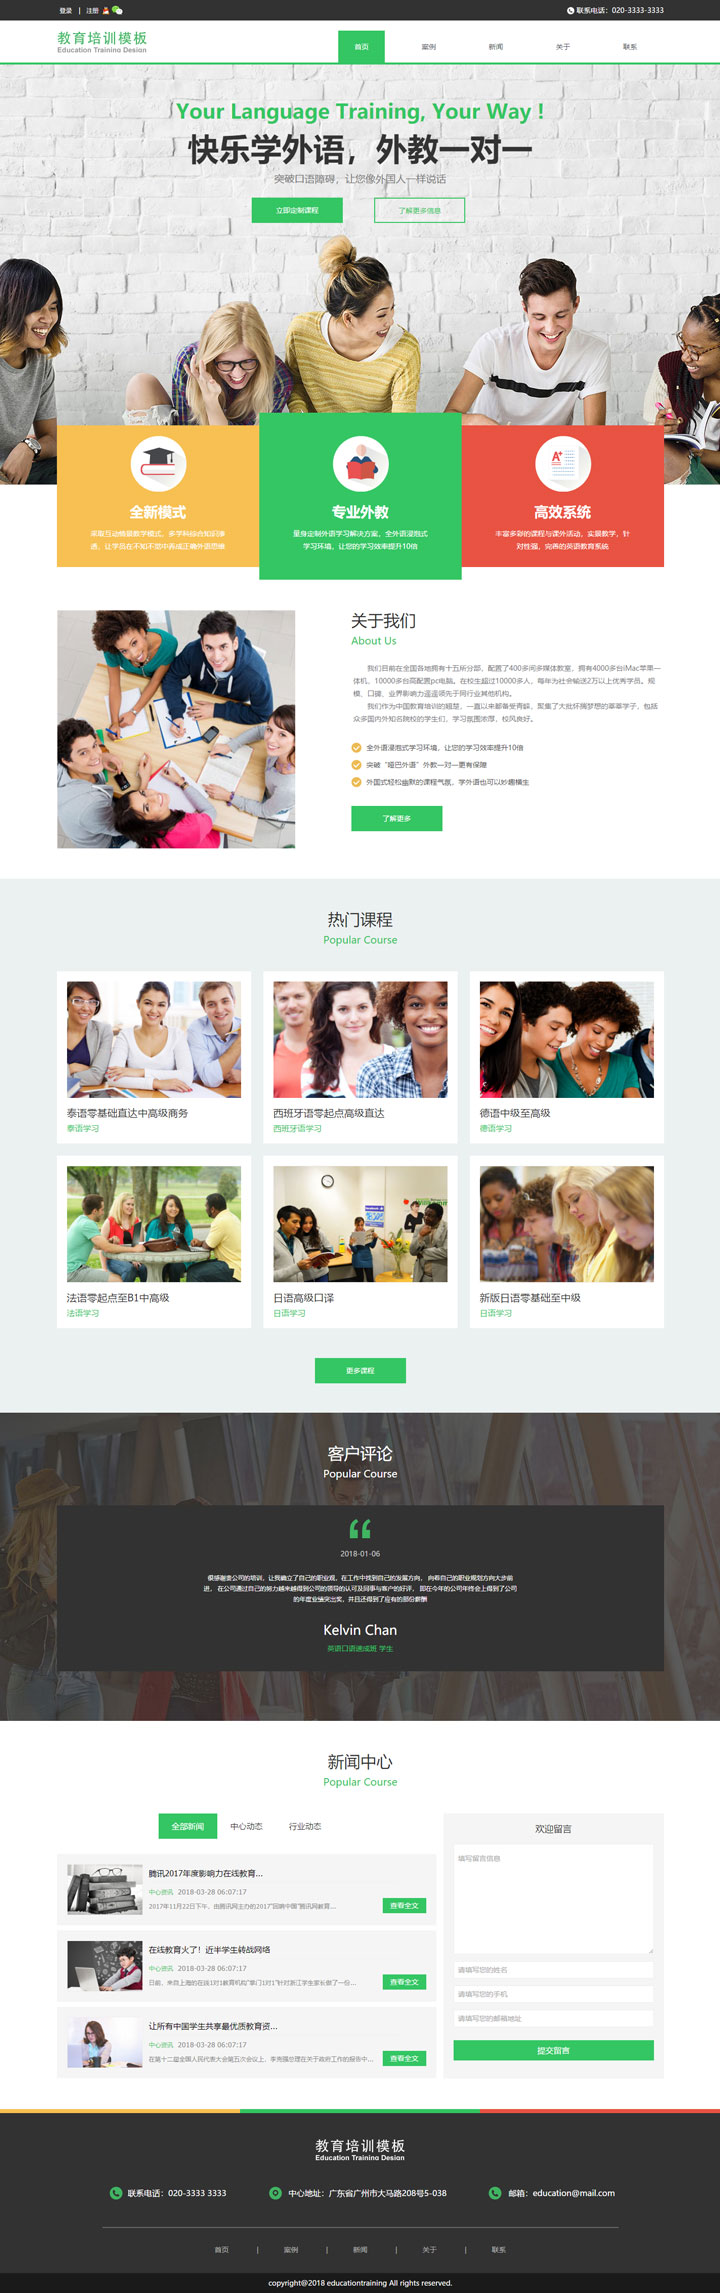 登录 | 注册
联系电话：020-3333-3333
教育培训模板
Education Training Design
首页 案例 新闻 关于 联系
Your Language Training, Your Way !
快乐学外语，外教一对一
突破口语障碍，让您像外国人一样说话
立即定制课程 了解更多信息
全新模式
采取互动情景教学模式，多学科综合知识渗
透，让学员在不知不觉中养成正确外语思维
专业外教
量身定制外语学习解决方案，全外语浸泡式
学习环境，让您的学习效率提升10倍
A+
高效系统
丰富多彩的课程与课外活动，实景教学，针
对性强，完善的英语教育系统
关于我们
About Us
我们目前在全国各地拥有十五所分部，配置了400多间多媒体教室，拥有4000多台iMac苹果一
体机，10000多台高配置pc电脑。在校生超过10000多人，每年为社会输送2万以上优秀学员。规
模、口碑、业界影响力遥遥领先于同行业其他机构。
我们作为中国教育培训的翘楚，一直以来都备受青睐，聚集了大批怀揣梦想的莘莘学子，包括
众多国内外知名院校的学生们，学习氛围浓厚，校风良好。
全外语浸泡式学习环境，让您的学习效率提升10倍
突破“哑巴外语”外教一对一更有保障
外国式轻松幽默的课程气氛，学外语也可以妙趣横生
了解更多
热门课程
Popular Course
泰语零基础直达中高级商务
泰语学习
西班牙语零起点高级直达
西班牙语学习
德语中级至高级
德语学习
法语零起点至B1中高级
法语学习
日语高级口译
日语学习
新版日语零基础至中级
日语学习
更多课程
客户评论
Popular Course
2018-01-06
很感谢贵公司的培训，让我确立了自己的职业观，在工作中找到自己的发展方向， 向着自己的职业规划方向大步前
进， 在公司通过自己的努力越来越得到公司的领导的认可及同事与客户的好评， 即在今年的公司年终会上得到了公司
的年度业绩突出奖，并且还得到了应有的部份薪酬
Kelvin Chan
英语口语速成班 学生
新闻中心
Popular Course
全部新闻 中心动态 行业动态
腾讯2017年度影响力在线教育...
中心资讯 2018-03-28 06:07:17
2017年11月22日下午，由腾讯网主办的2017“回响中国”腾讯网教育...
查看全文
在线教育火了！近半学生转战网络
中心资讯 2018-03-28 06:07:17
日前，来自上海的在线1对1教育机构“掌门1对1”针对浙江学生家长做了一份...
查看全文
让所有中国学生共享最优质教育资...
中心资讯 2018-03-28 06:07:17
在第十二届全国人民代表大会第五次会议上，李克强总理在关于政府工作的报告中...
查看全文
欢迎留言
填写留言信息
请填写您的姓名
请填写您的手机
请填写您的邮箱地址
提交留言
教育培训模板
Education Training Design
联系电话：020-3333 3333
中心地址：广东省广州市大马路208号5-038
邮箱：education@mail.com
首页 | 案例 | 新闻 | 关于 | 联系
copyright@2018 educationtraining All rights reserved.